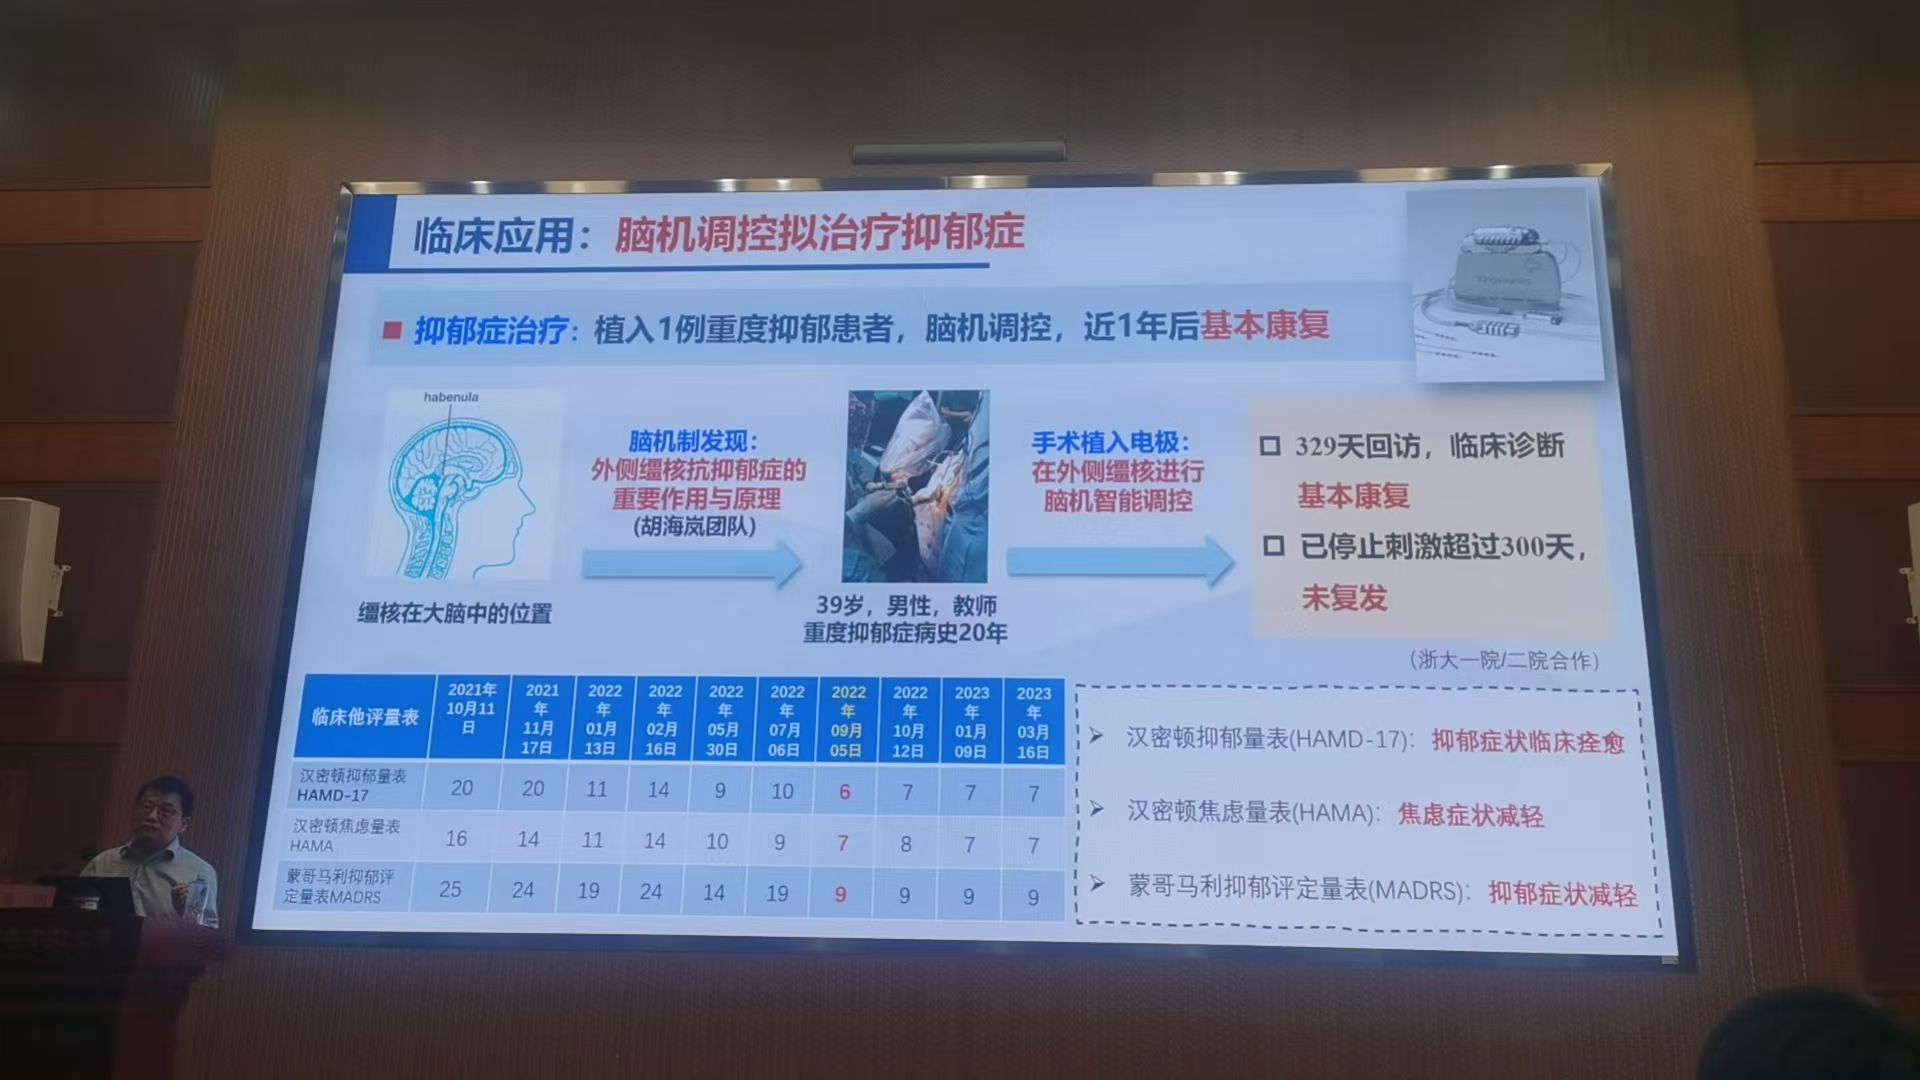 临床应用：脑机调控拟治疗抑郁症
抑郁症治疗：植入1例重度抑郁患者，脑机调控，近1年后基本康复
habenula
缰核在大脑中的位置
脑机制发现：
外侧缰核抗抑郁症的
重要作用与原理
(胡海岚团队)
39岁，男性，教师
重度抑郁症病史20年
手术植入电极：
在外侧缰核进行
脑机智能调控
329天回访，临床诊断
基本康复
已停止刺激超过300天，
未复发
(浙大一院/二院合作)
临床他评量表 2021年10月11日 2021年11月17日 2022年01月13日 2022年02月16日 2022年05月30日 2022年07月06日 2022年09月05日 2022年10月12日 2023年01月09日 2023年03月16日
汉密顿抑郁量表
HAMD-17 20 20 11 14 9 10 6 7 7 7
汉密顿焦虑量表
HAMA 16 14 11 14 10 9 7 8 7 7
蒙哥马利抑郁评
定量表MADRS 25 24 19 24 14 19 9 9 9 9
汉密顿抑郁量表(HAMD-17)：抑郁症状临床痊愈
汉密顿焦虑量表(HAMA)：焦虑症状减轻
蒙哥马利抑郁评定量表(MADRS)：抑郁症状减轻